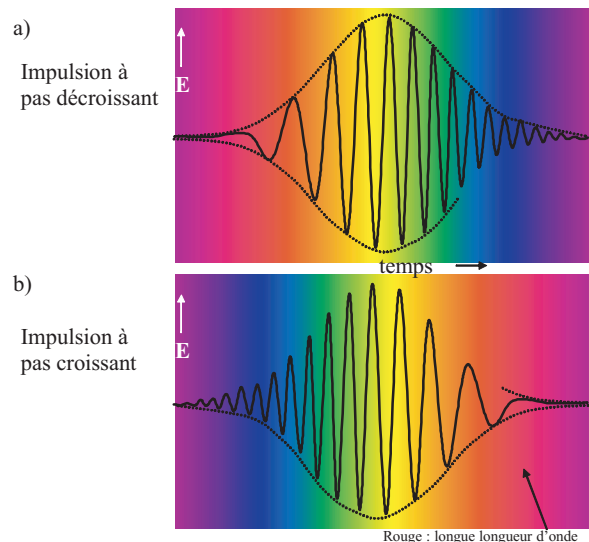 a)
Impulsion à
pas décroissant
E
temps
b)
Impulsion à
pas croissant
E
Rouge : longue longueur d'onde